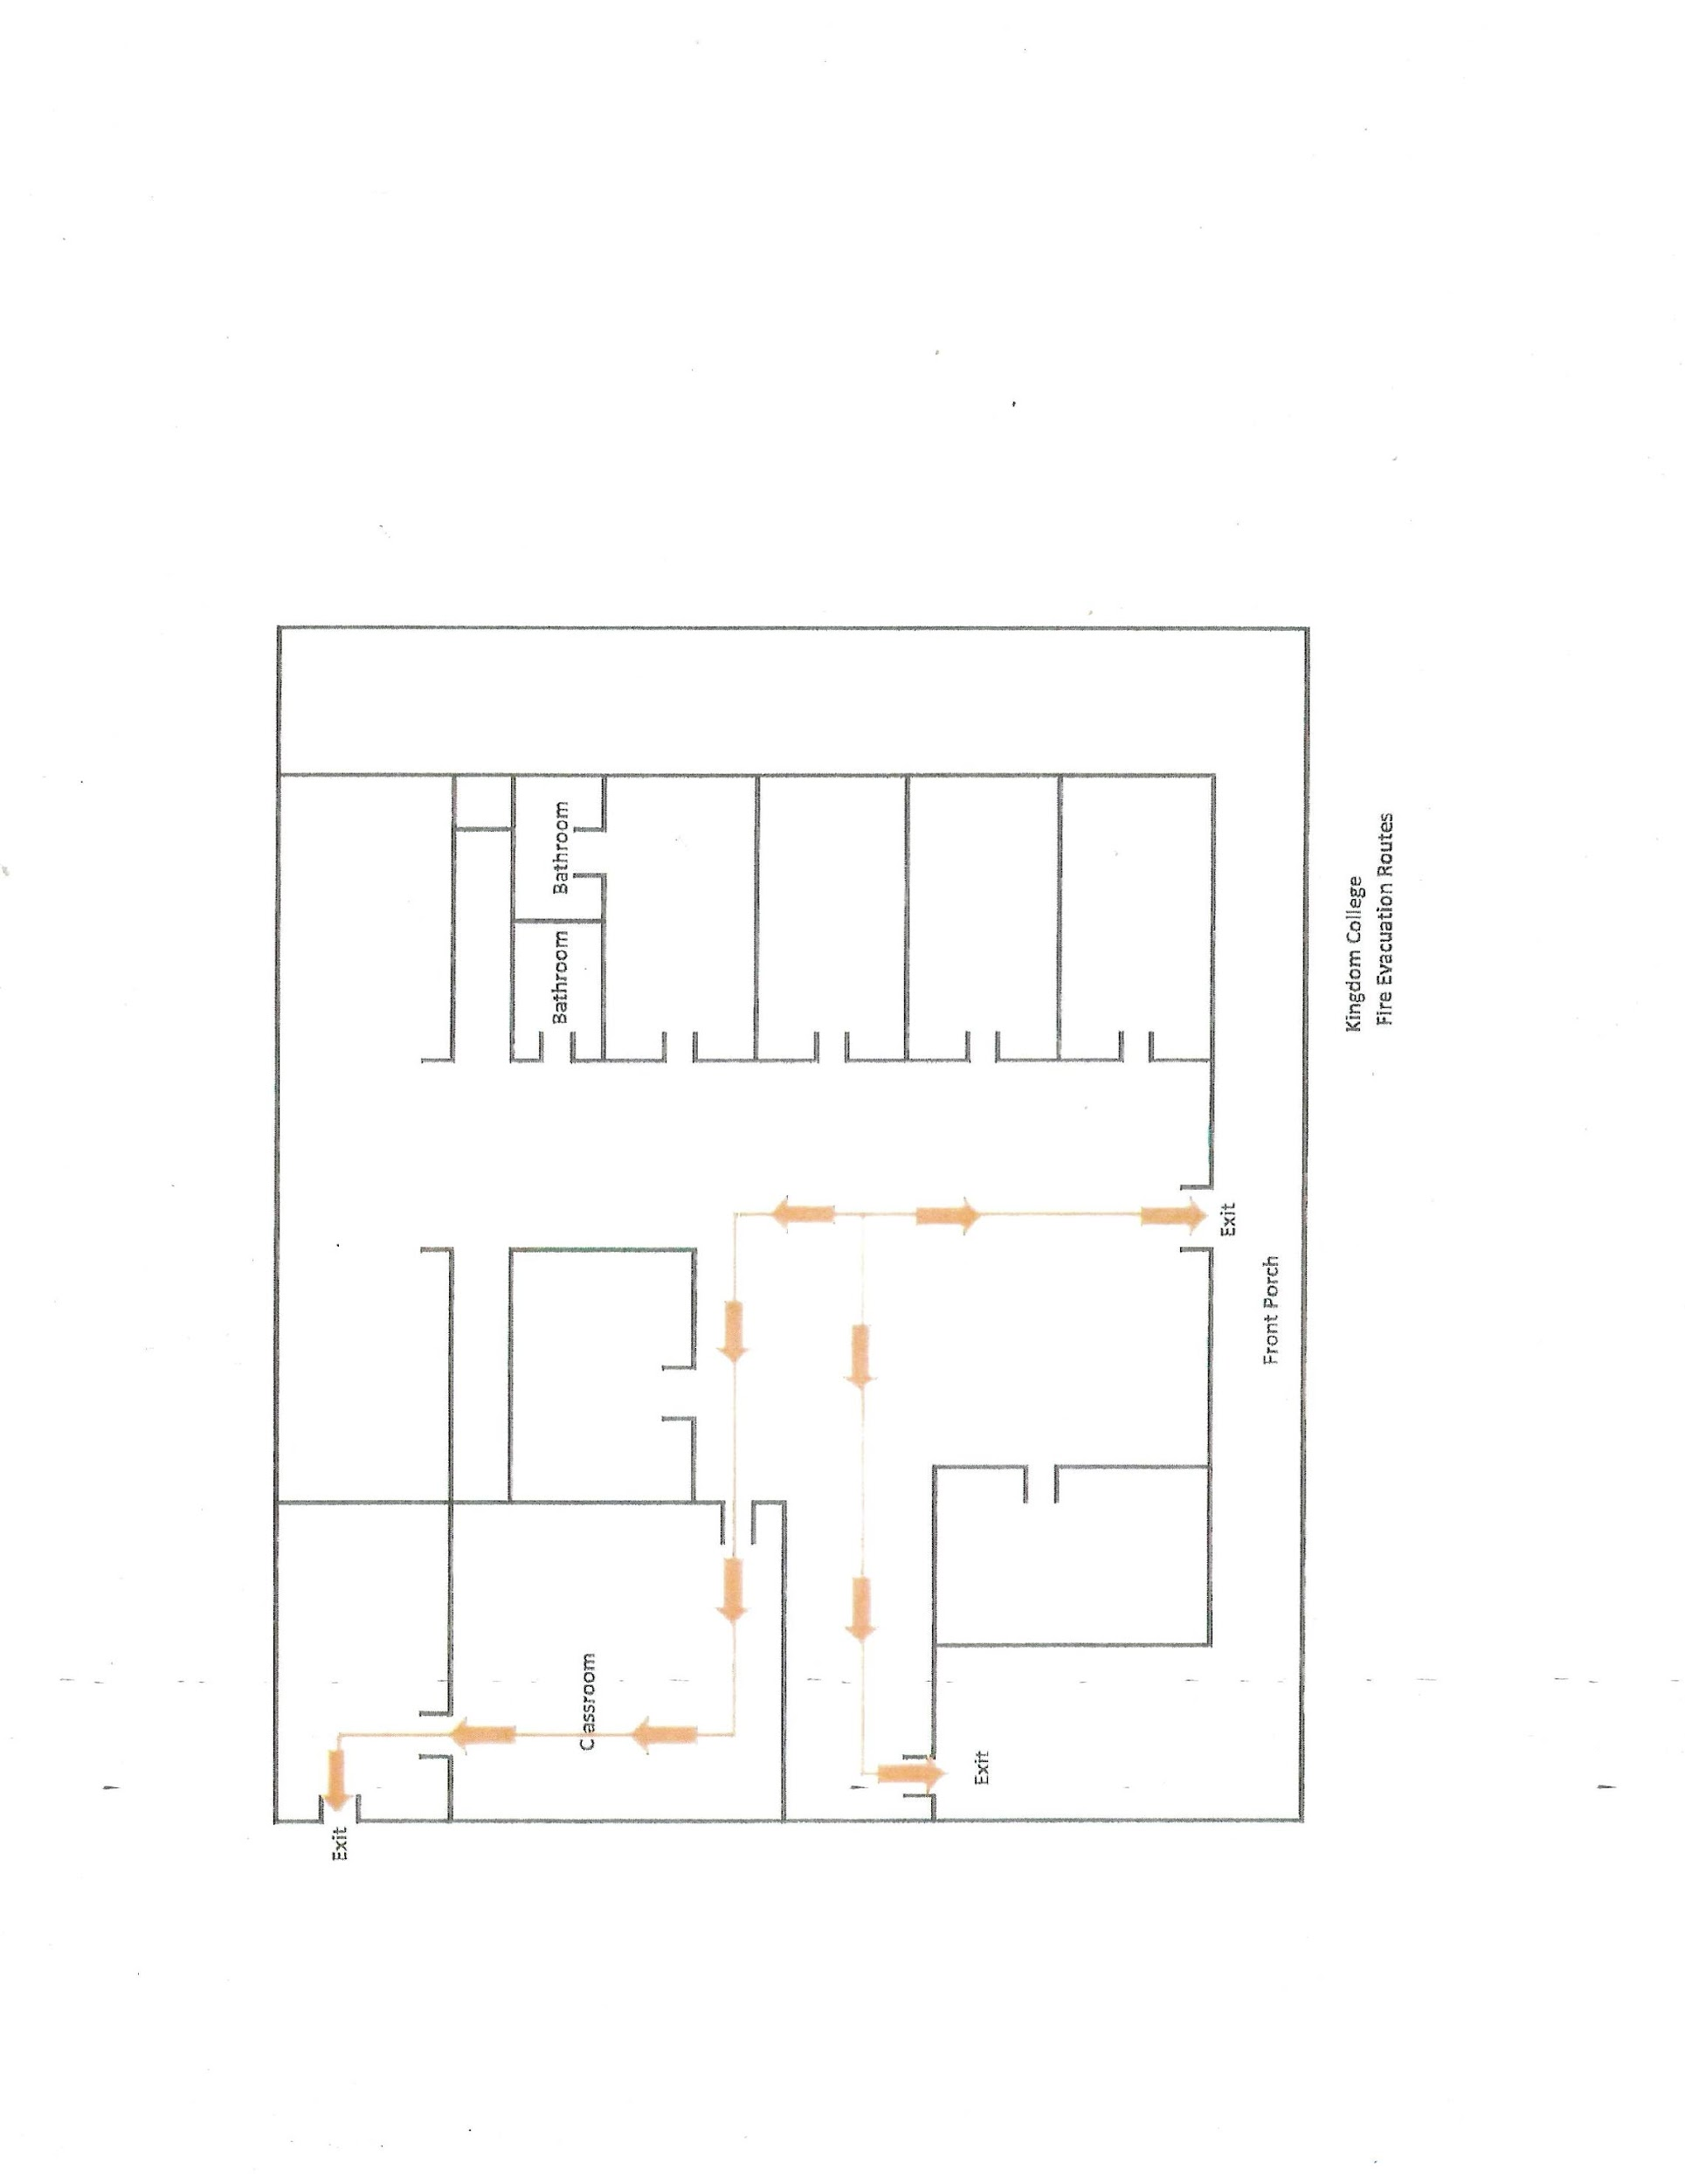 Exit
Bathroom
Bathroom
Classroom
Exit
Exit
Front Porch
Kingdom College
Fire Evacuation Routes